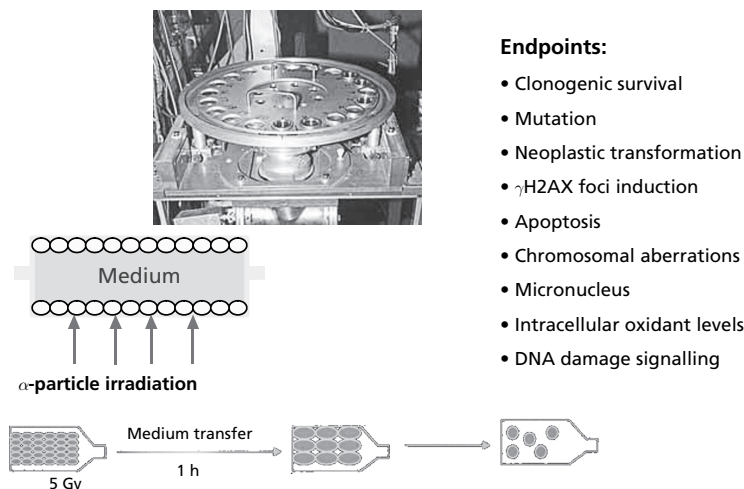 Endpoints:
• Clonogenic survival
• Mutation
• Neoplastic transformation
• γH2AX foci induction
• Apoptosis
• Chromosomal aberrations
• Micronucleus
• Intracellular oxidant levels
• DNA damage signalling
Medium
α-particle irradiation
Medium transfer
1 h
5 Gy